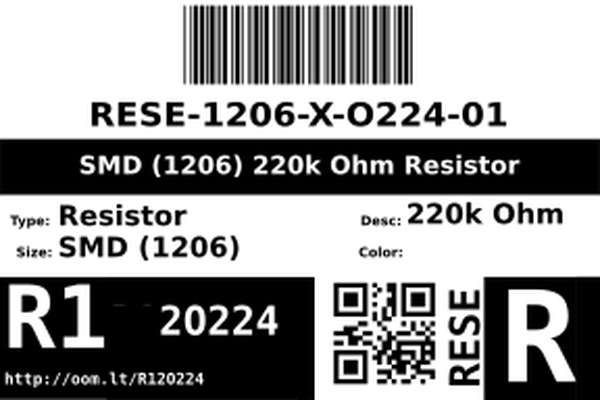 RESE-1206-X-O224-01
SMD (1206) 220k Ohm Resistor
Type: Resistor
Desc: 220k Ohm
Size: SMD (1206)
Color:
R1 20224
http://oom.lt/R120224
RESE
R